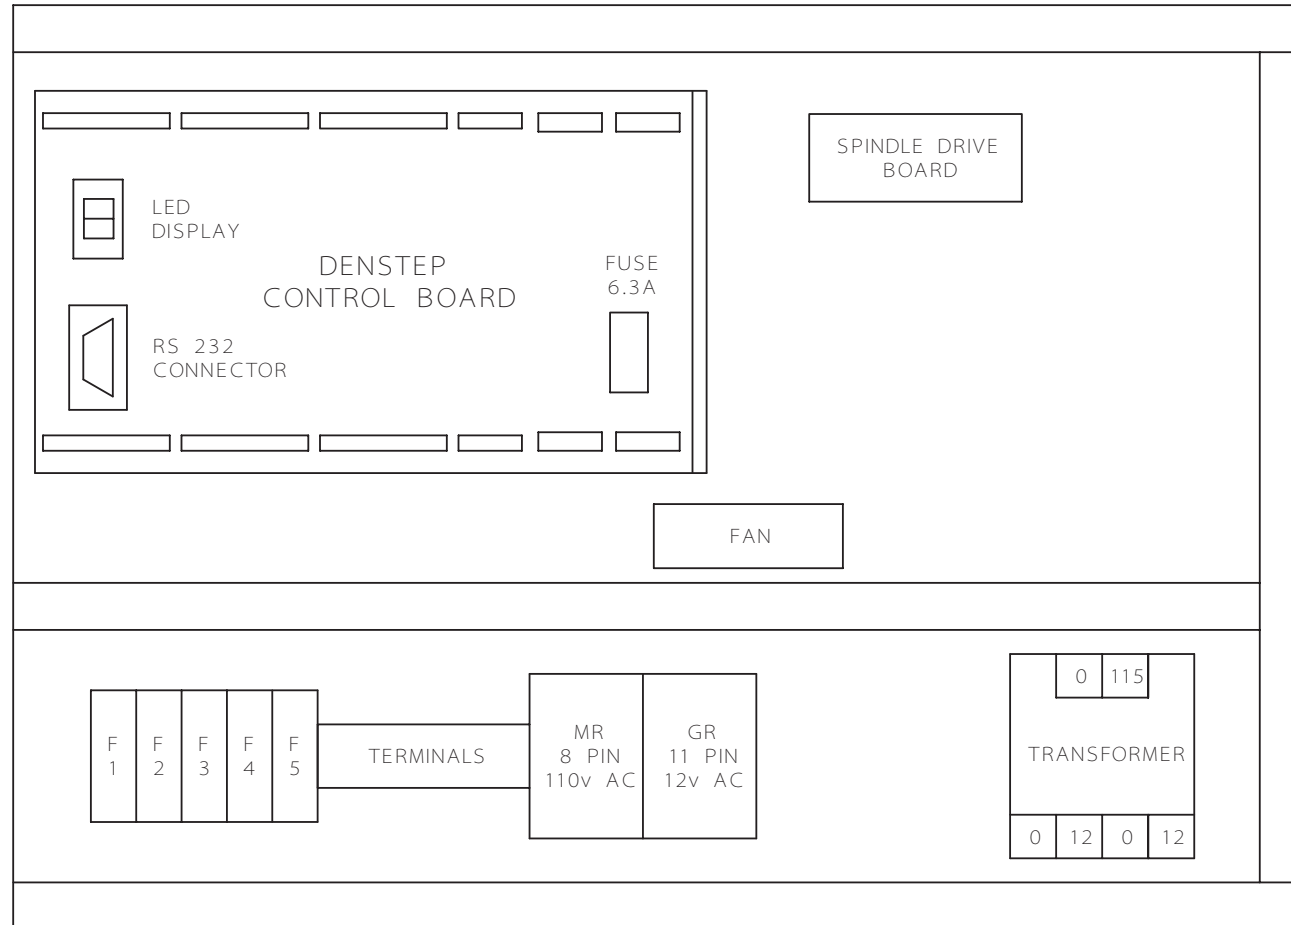 SPINDLE DRIVE
BOARD
LED
DISPLAY
DENSTEP
CONTROL BOARD
FUSE
6.3A
RS 232
CONNECTOR
FAN
F
1
F
2
F
3
F
4
F
5
TERMINALS
MR
8 PIN
110v AC
GR
11 PIN
12v AC
0 115
TRANSFORMER
0 12 0 12